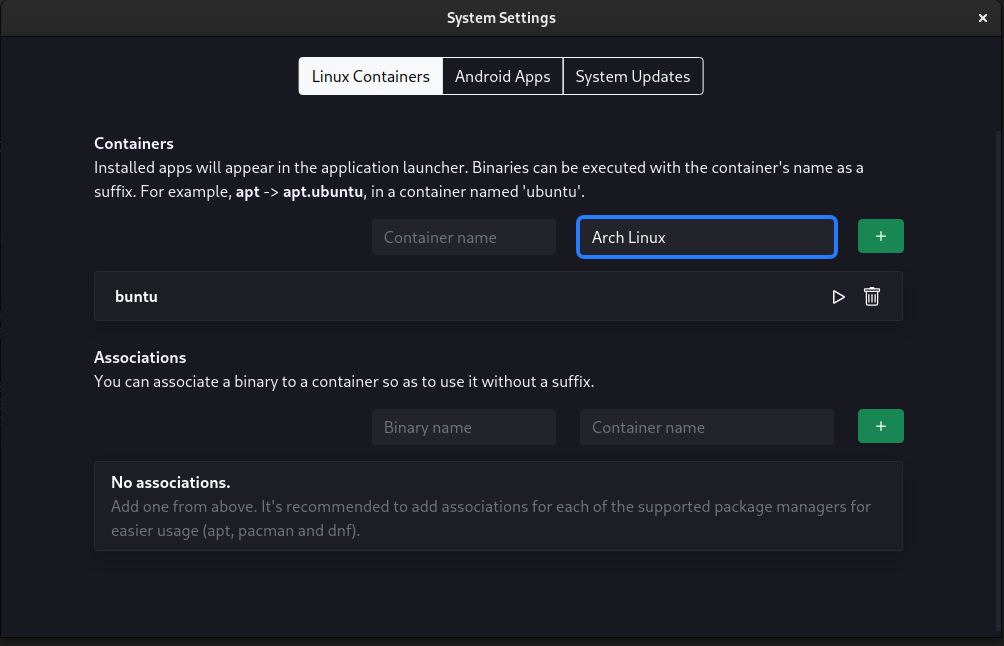 System Settings
Linux Containers
Android Apps
System Updates
Containers
Installed apps will appear in the application launcher. Binaries can be executed with the container's name as a
suffix. For example, apt -> apt.ubuntu, in a container named 'ubuntu'.
Container name
Arch Linux
+
buntu
Associations
You can associate a binary to a container so as to use it without a suffix.
Binary name
Container name
+
No associations.
Add one from above. It's recommended to add associations for each of the supported package managers for
easier usage (apt, pacman and dnf).